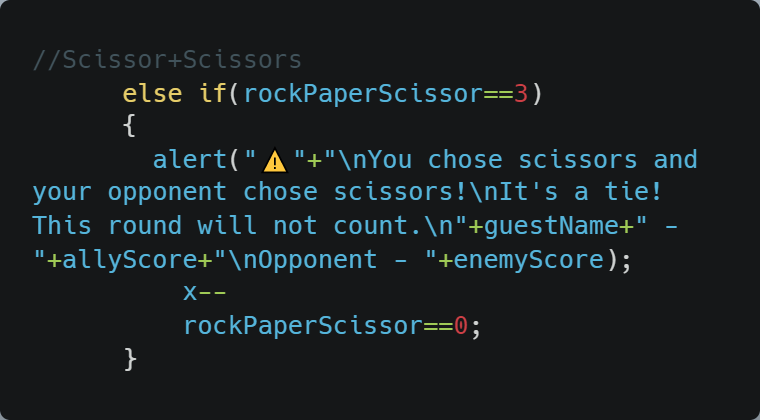 //Scissor+Scissors
else if(rockPaperScissor==3)
{
alert("⚠️"+"\nYou chose scissors and
your opponent chose scissors!\nIt's a tie!
This round will not count.\n"+guestName+" -
"+allyScore+"\nOpponent - "+enemyScore);
x--
rockPaperScissor==0;
}